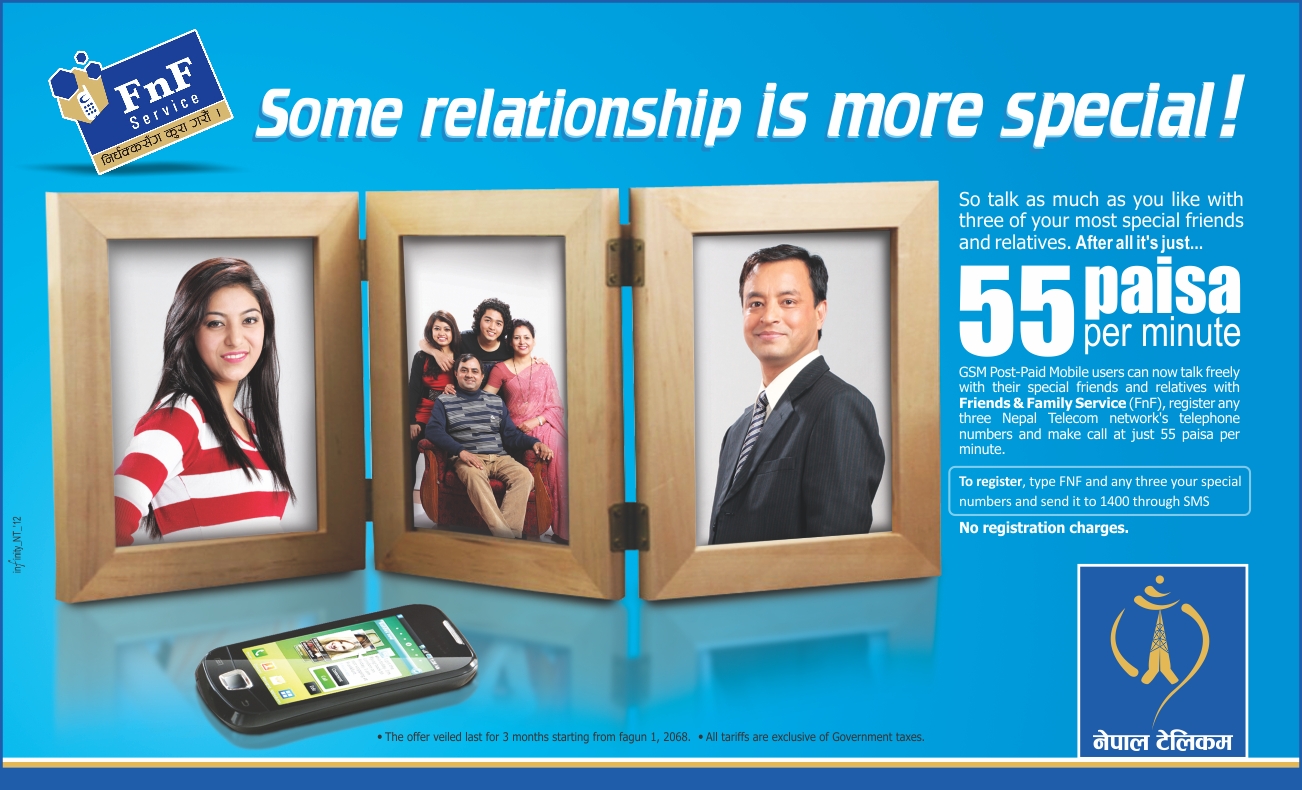 FnF
Service
निर्धक्कसँग कुरा गरौं ।
Some relationship is more special!
So talk as much as you like with
three of your most special friends
and relatives. After all it's just...
55 paisa
per minute
GSM Post-Paid Mobile users can now talk freely
with their special friends and relatives with
Friends & Family Service (FnF), register any
three Nepal Telecom network's telephone
numbers and make call at just 55 paisa per
minute.
To register, type FNF and any three your special
numbers and send it to 1400 through SMS
No registration charges.
infinity_NT_'12
नेपाल टेलिकम
• The offer veiled last for 3 months starting from fagun 1, 2068. • All tariffs are exclusive of Government taxes.